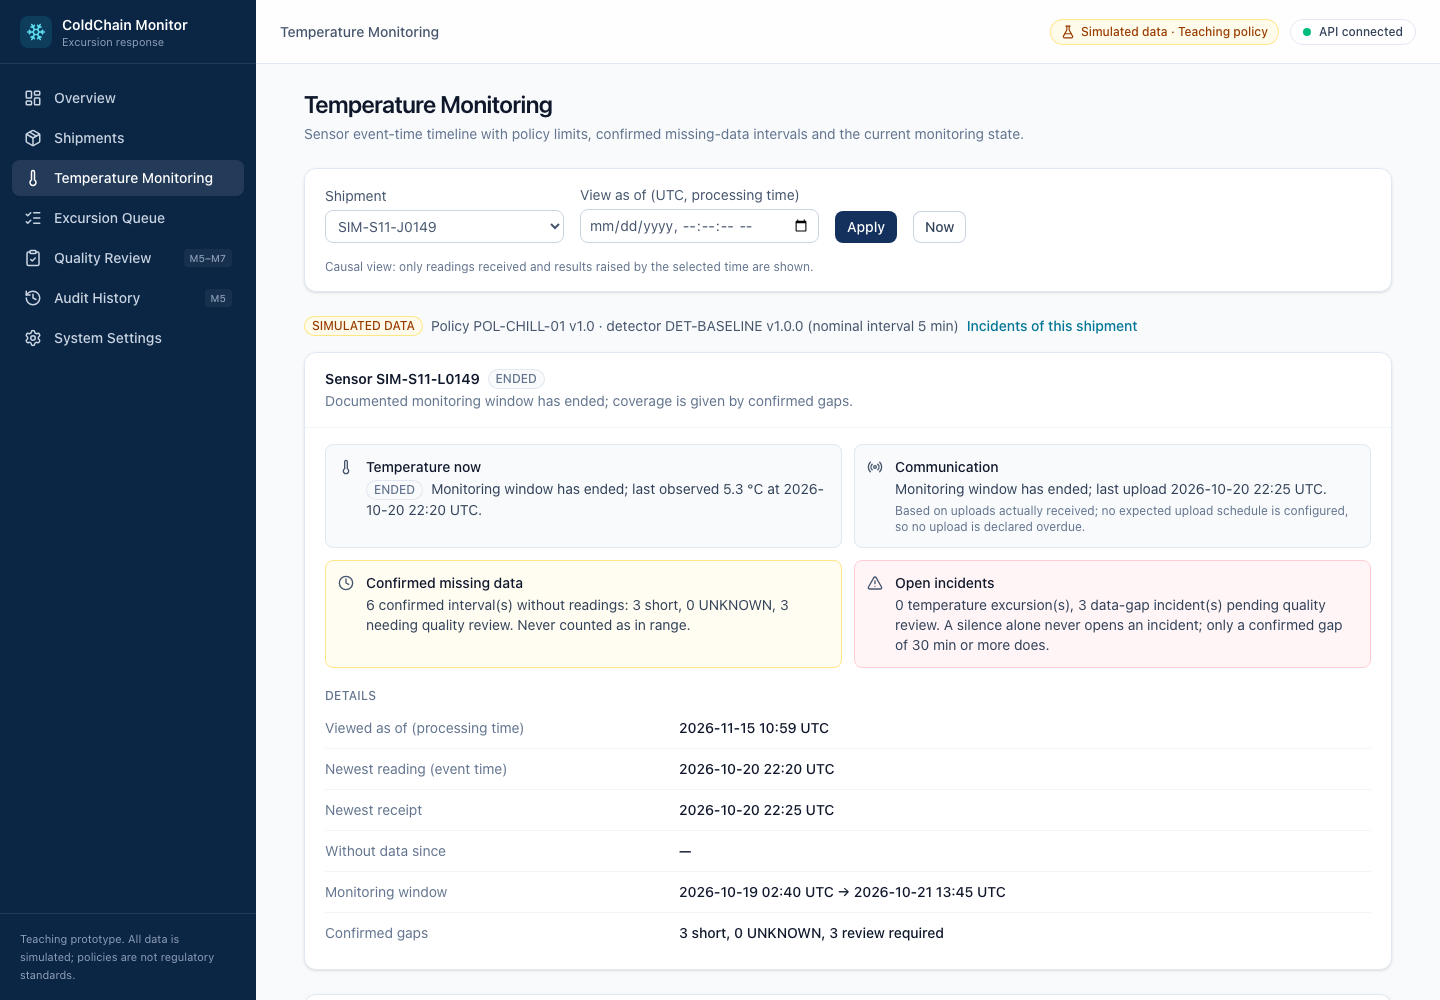 ColdChain Monitor
Excursion response
Overview
Shipments
Temperature Monitoring
Excursion Queue
Quality Review M5–M7
Audit History M5
System Settings
Teaching prototype. All data is
simulated; policies are not regulatory
standards.
Temperature Monitoring
Simulated data · Teaching policy
API connected
Temperature Monitoring
Sensor event-time timeline with policy limits, confirmed missing-data intervals and the current monitoring state.
Shipment
SIM-S11-J0149
View as of (UTC, processing time)
mm/dd/yyyy, --:--:-- --
Apply
Now
Causal view: only readings received and results raised by the selected time are shown.
SIMULATED DATA Policy POL-CHILL-01 v1.0 · detector DET-BASELINE v1.0.0 (nominal interval 5 min) Incidents of this shipment
Sensor SIM-S11-L0149 ENDED
Documented monitoring window has ended; coverage is given by confirmed gaps.
Temperature now
ENDED Monitoring window has ended; last observed 5.3 °C at 2026-
10-20 22:20 UTC.
Communication
Monitoring window has ended; last upload 2026-10-20 22:25 UTC.
Based on uploads actually received; no expected upload schedule is configured,
so no upload is declared overdue.
Confirmed missing data
6 confirmed interval(s) without readings: 3 short, 0 UNKNOWN, 3
needing quality review. Never counted as in range.
Open incidents
0 temperature excursion(s), 3 data-gap incident(s) pending quality
review. A silence alone never opens an incident; only a confirmed gap
of 30 min or more does.
DETAILS
Viewed as of (processing time) 2026-11-15 10:59 UTC
Newest reading (event time) 2026-10-20 22:20 UTC
Newest receipt 2026-10-20 22:25 UTC
Without data since —
Monitoring window 2026-10-19 02:40 UTC → 2026-10-21 13:45 UTC
Confirmed gaps 3 short, 0 UNKNOWN, 3 review required